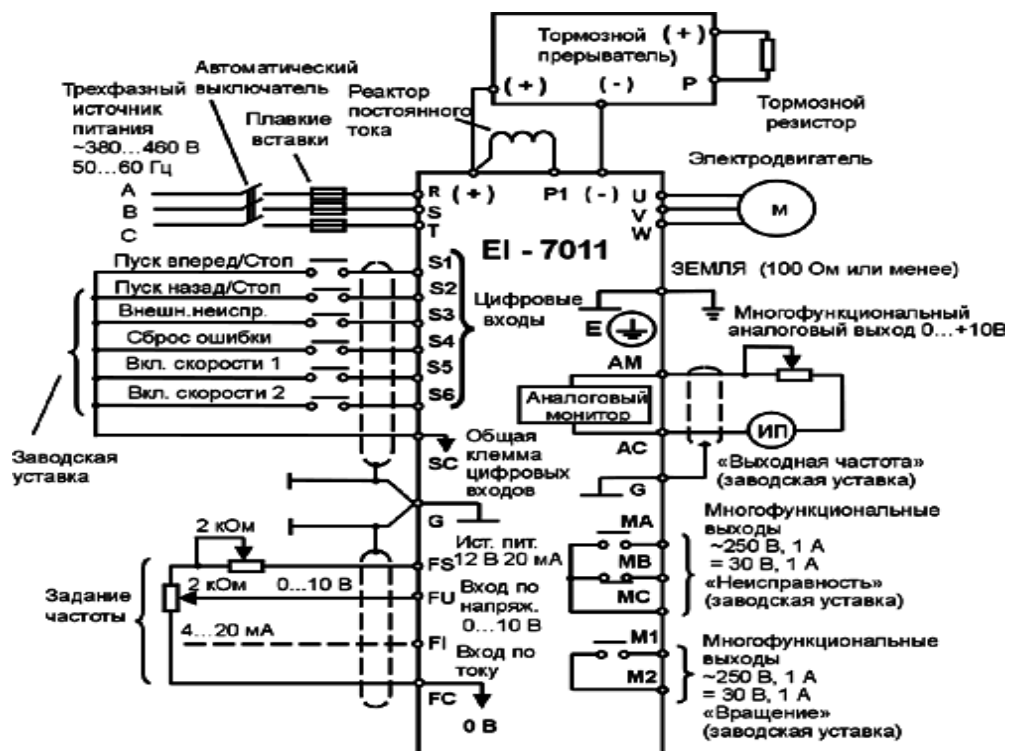 Тормозной (+)
прерыватель)
(+) (-) P
Тормозной
резистор
Автоматический
выключатель
Трехфазный
источник
питания
~380...460 В
50...60 Гц
Плавкие
вставки
Реактор
постоянного
тока
Электродвигатель
A
B
C
R (+) P1 (-) U
S V
T W
М
EI - 7011
ЗЕМЛЯ (100 Ом или менее)
Пуск вперед/Стоп S1
Пуск назад/Стоп S2
Внешн.неиспр. S3
Сброс ошибки S4
Вкл. скорости 1 S5
Вкл. скорости 2 S6
Цифровые
входы
E
Многофункциональный
аналоговый выход 0...+10В
AM
Аналоговый
монитор
ИП
AC
Заводская
уставка
SC
Общая
клемма
цифровых
входов
«Выходная частота»
(заводская уставка)
G
G
2 кОм
Ист. пит.
12 В 20 мА
FS
2 кОм 0...10 В
FU
Вход по
напряж.
0...10 В
Задание
частоты
4...20 мА
FI
Вход по
току
FC
0 В
MA
MB
MC
Многофункциональные
выходы
~250 В, 1 А
= 30 В, 1 А
«Неисправность»
(заводская уставка)
M1
M2
Многофункциональные
выходы
~250 В, 1 А
= 30 В, 1 А
«Вращение»
(заводская уставка)